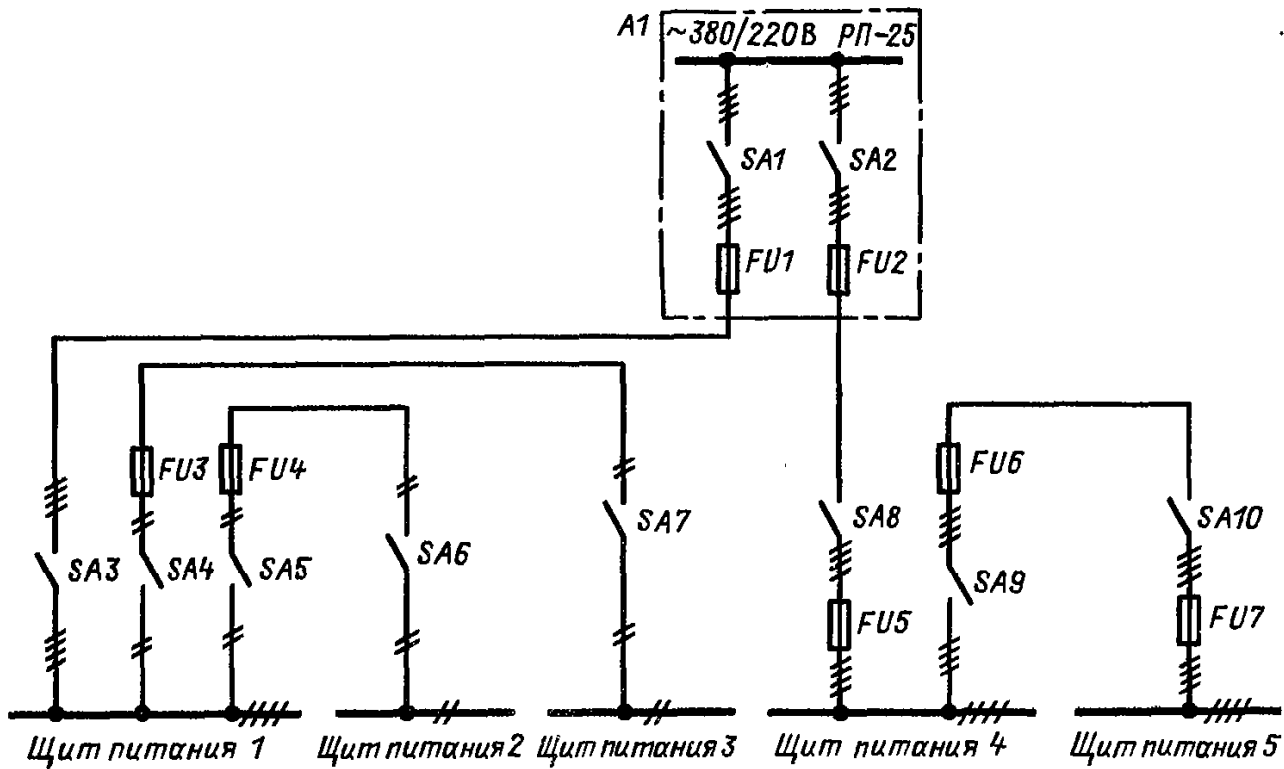 A1 ~380/220В РП-25
SA1 SA2
FU1 FU2
FU3 FU4 FU6
SA7 SA8 SA10
SA3 SA4 SA5 SA6 SA9
FU5 FU7
Щит питания 1 Щит питания 2 Щит питания 3 Щит питания 4 Щит питания 5